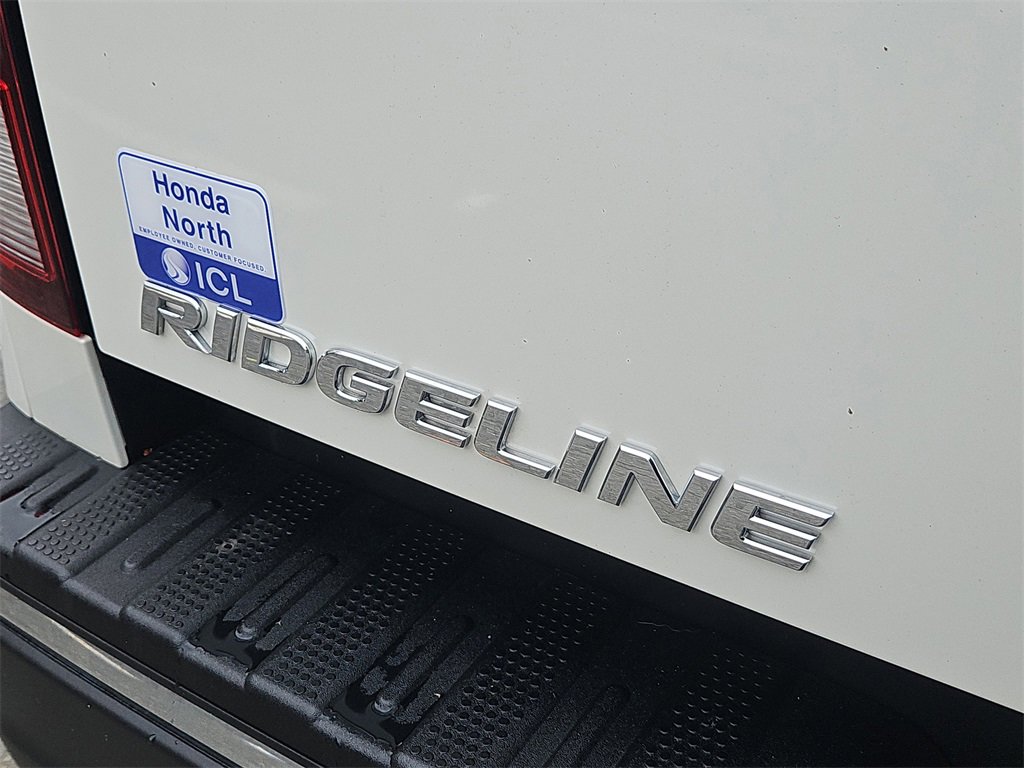 Honda
North
EMPLOYEE OWNED. CUSTOMER FOCUSED.
ICL
RIDGELINE